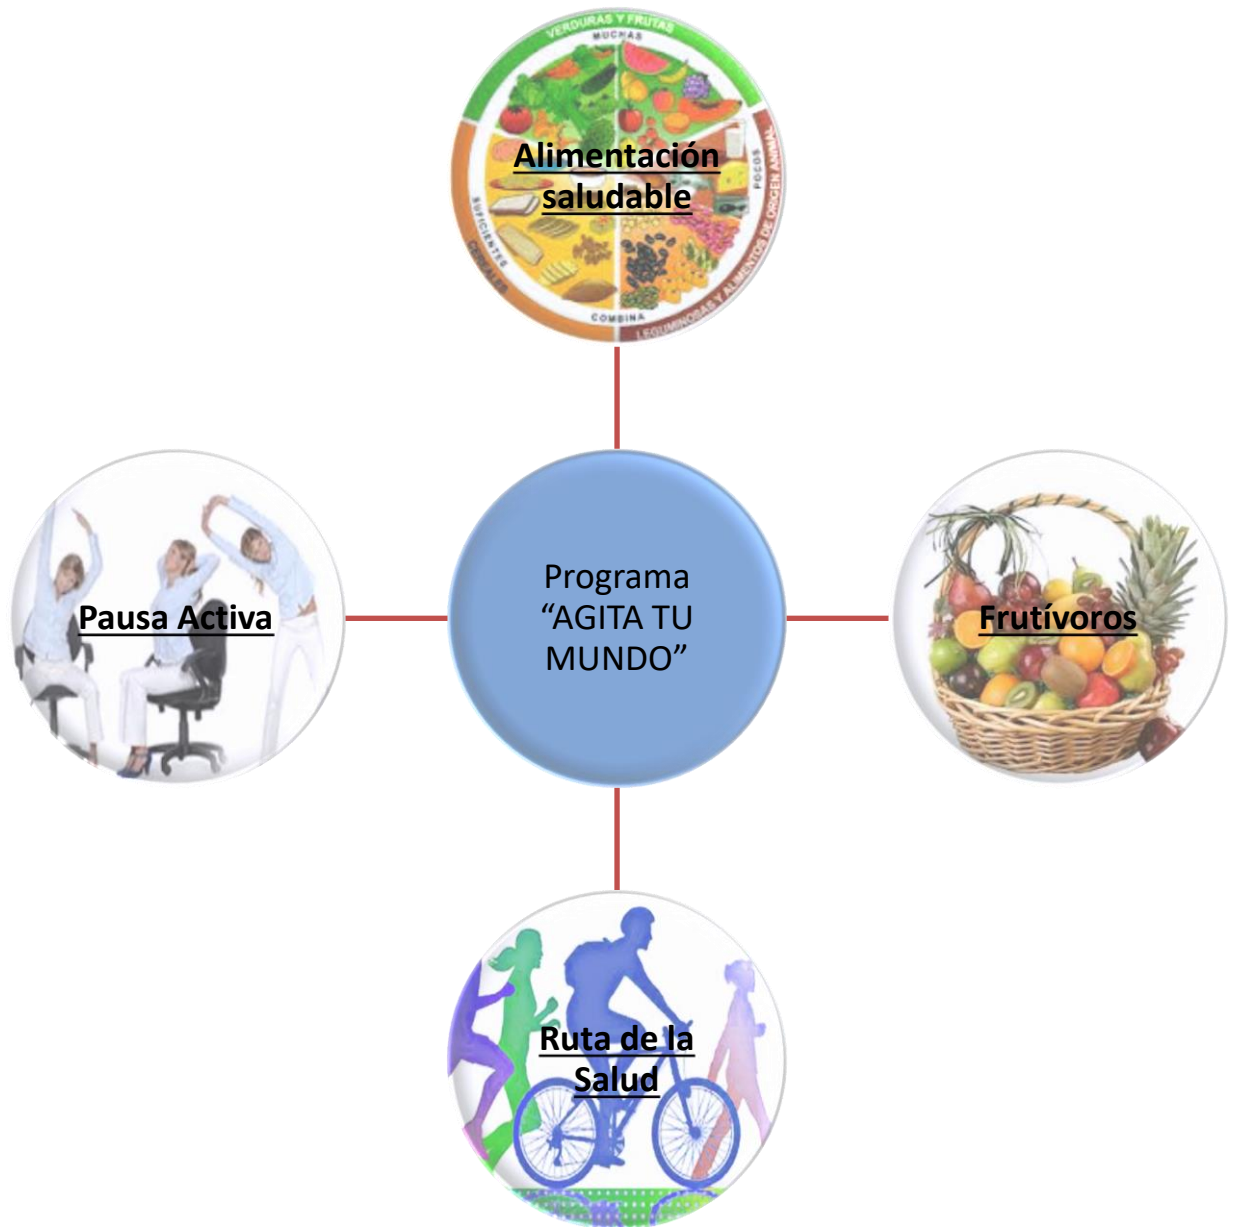 VERDURAS Y FRUTAS
MUCHAS
Alimentación
saludable
POCOS
LEGUMINOSAS Y ALIMENTOS DE ORIGEN ANIMAL
SUFICIENTES
CEREALES
COMBINA
Pausa Activa
Programa
“AGITA TU
MUNDO”
Frutívoros
Ruta de la
Salud